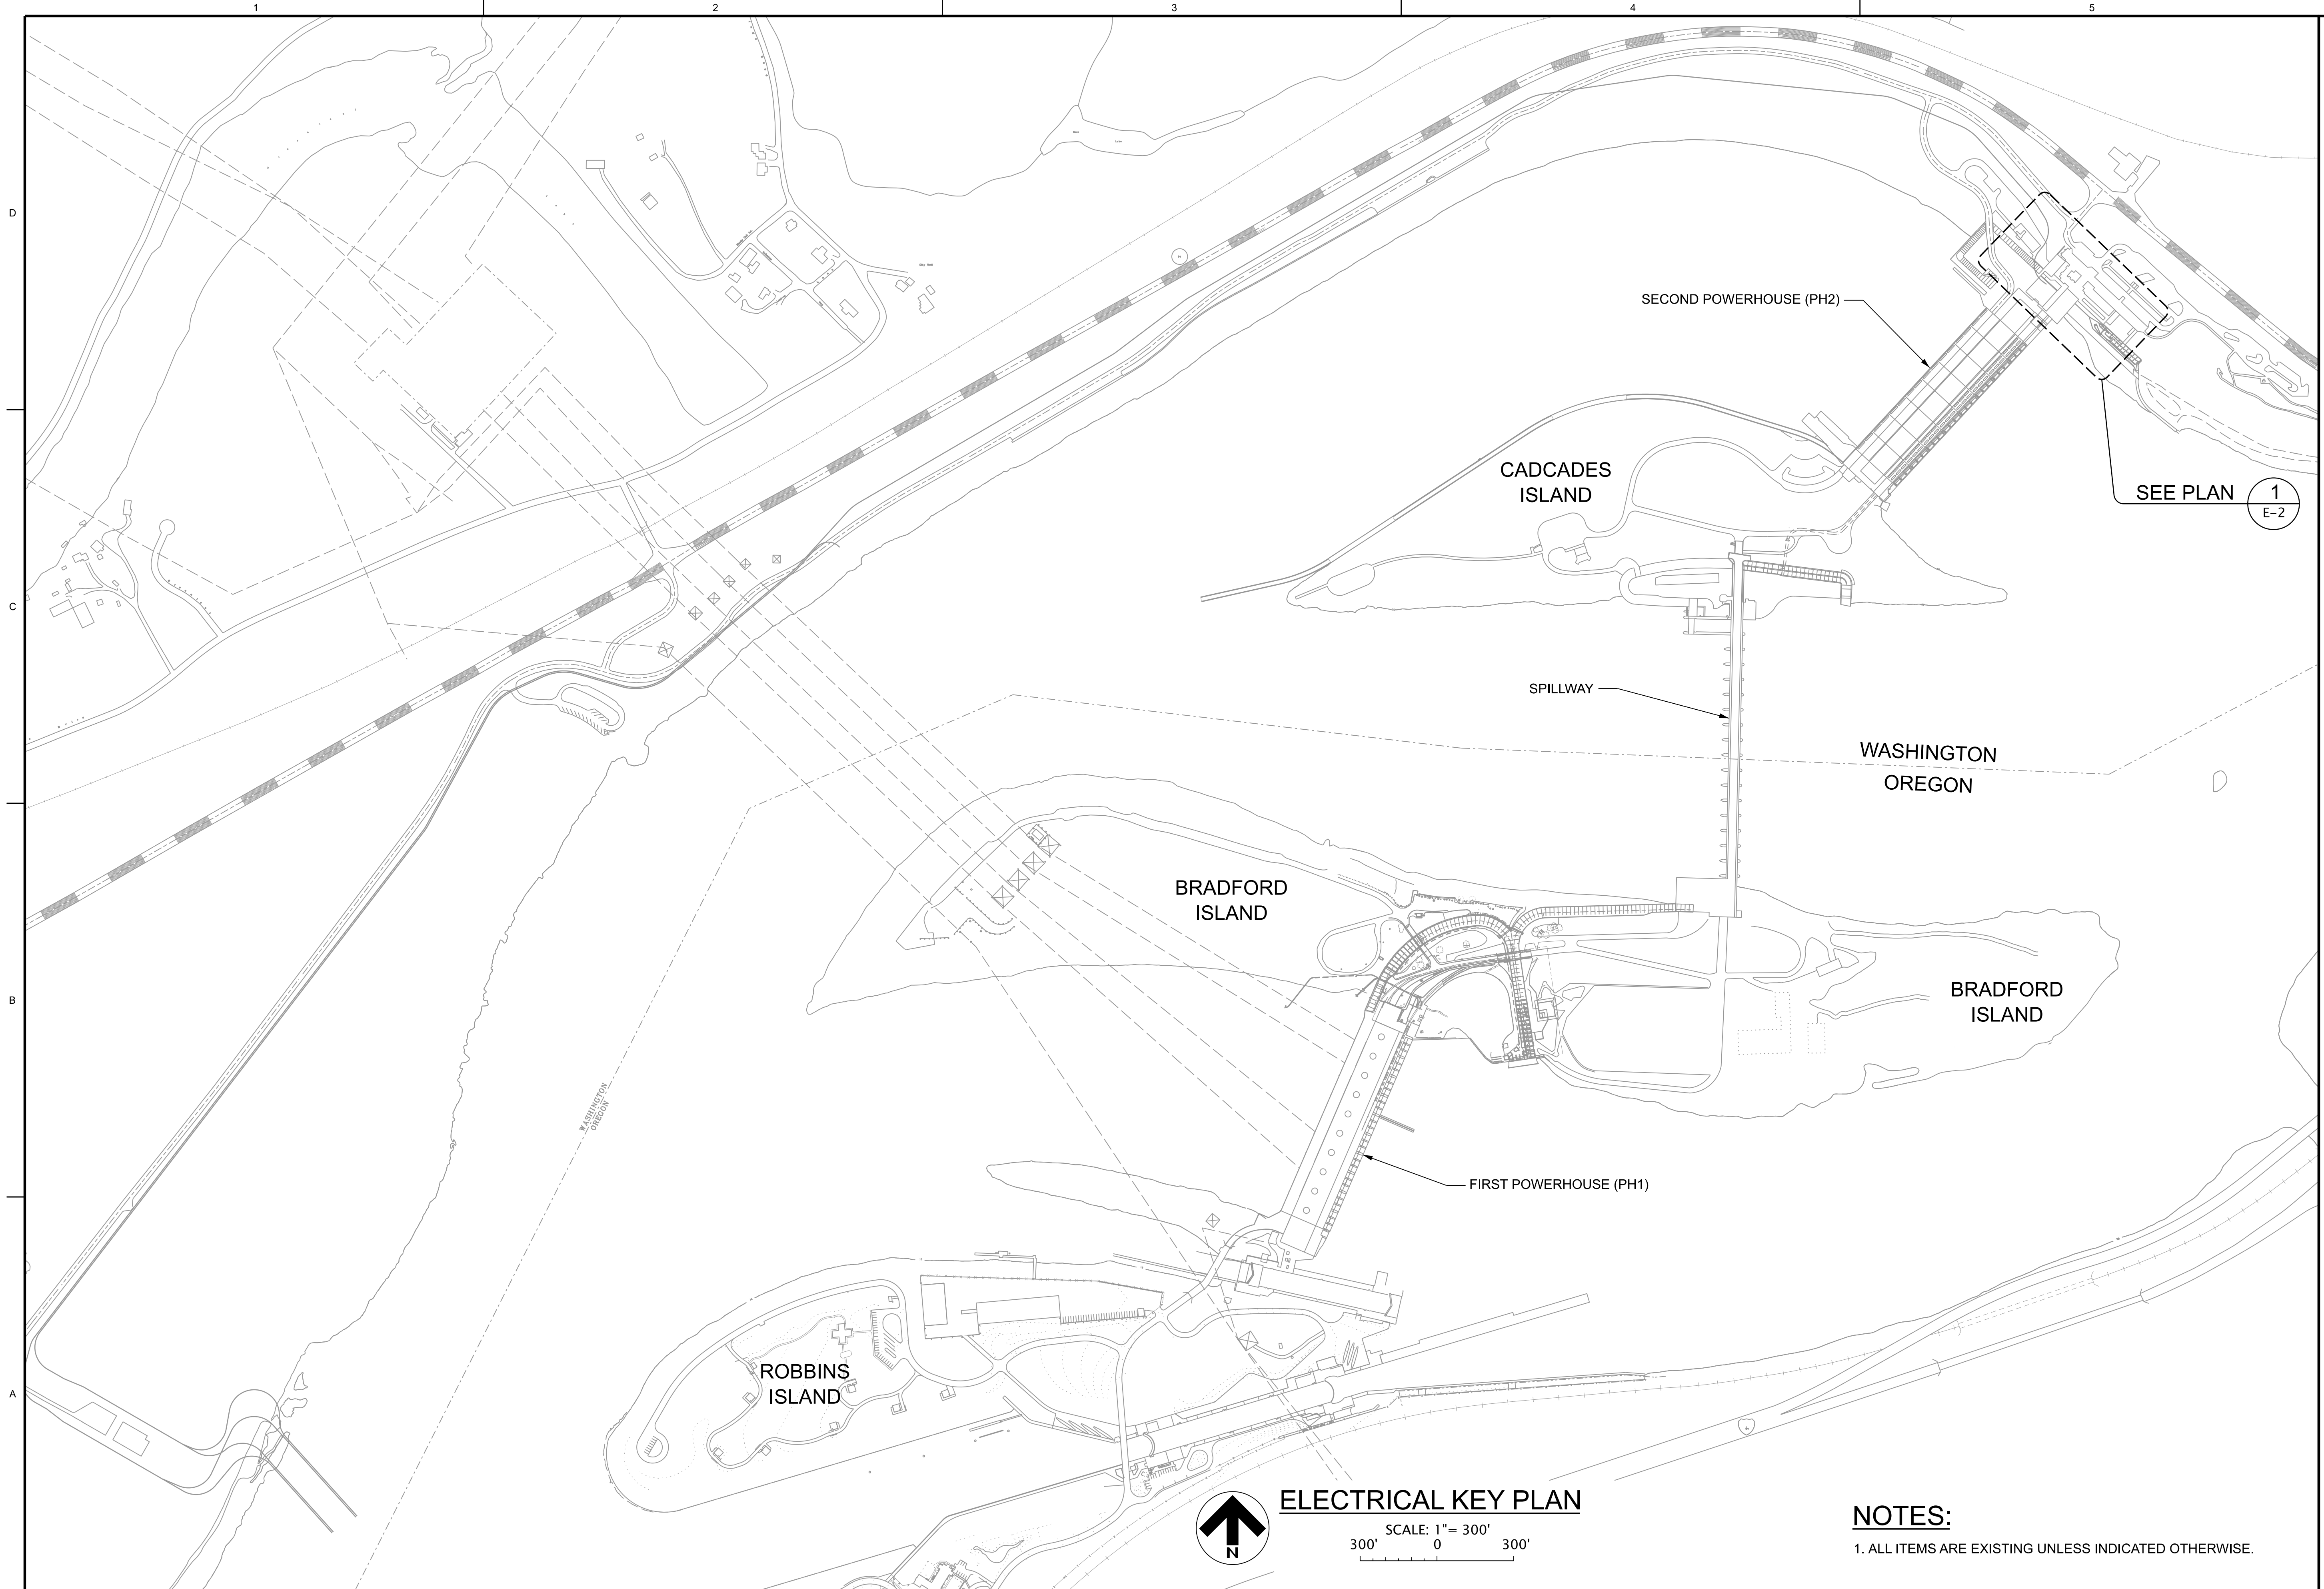 1
2
3
4
5
D
C
B
A
SECOND POWERHOUSE (PH2)
CADCADES
ISLAND
SEE PLAN
1
E-2
SPILLWAY
WASHINGTON
OREGON
BRADFORD
ISLAND
BRADFORD
ISLAND
WASHINGTON
OREGON
FIRST POWERHOUSE (PH1)
ROBBINS
ISLAND
N
ELECTRICAL KEY PLAN
SCALE: 1"= 300'
300' 0 300'
NOTES:
1. ALL ITEMS ARE EXISTING UNLESS INDICATED OTHERWISE.